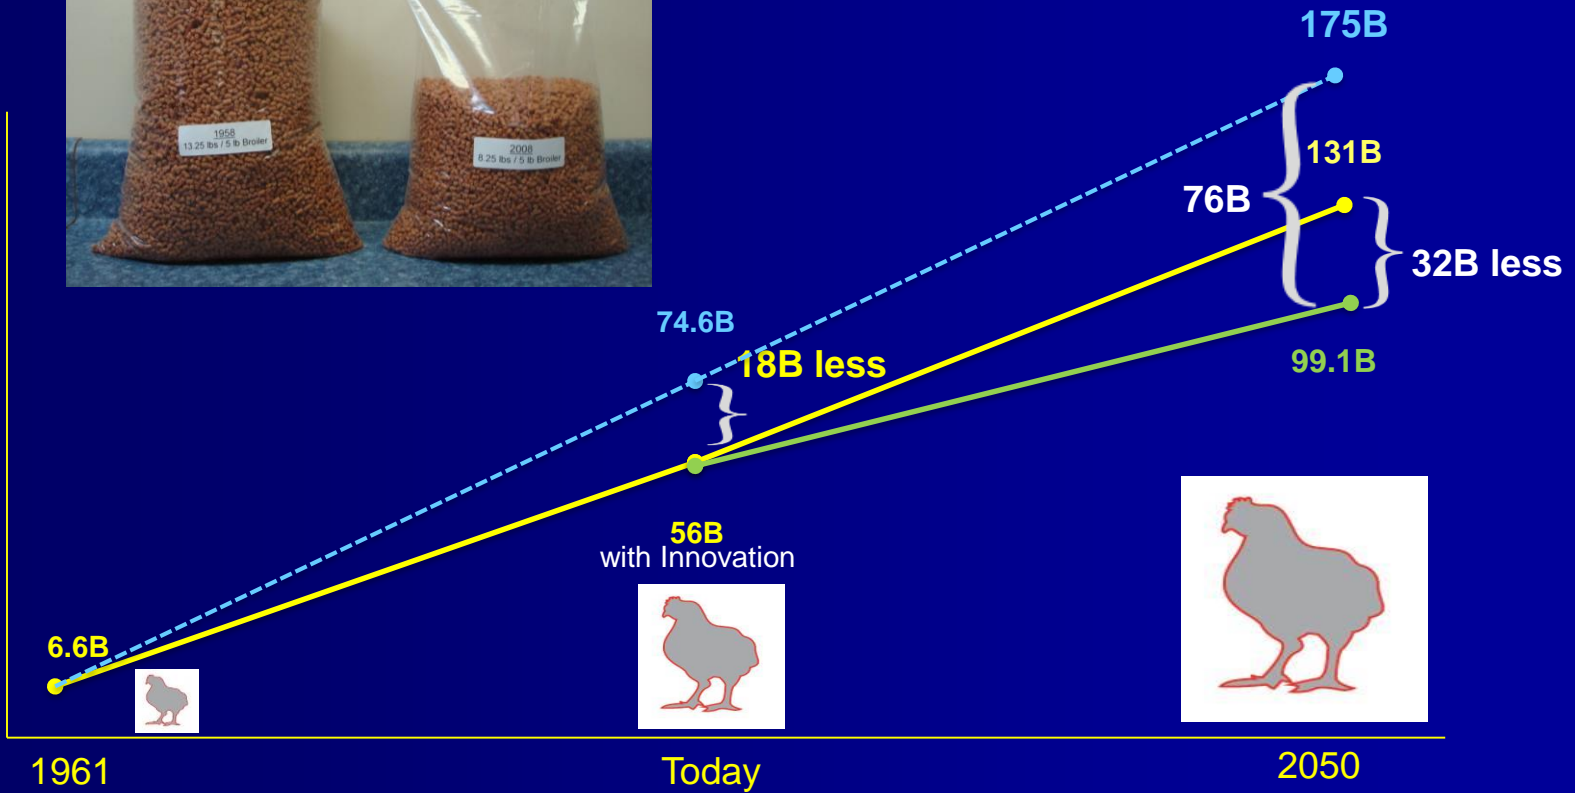 175B
1958
13.25 lbs / 5 lb Broiler
2008
8.25 lbs / 5 lb Broiler
131B
76B
32B less
74.6B
18B less
99.1B
56B
with Innovation
6.6B
1961
Today
2050